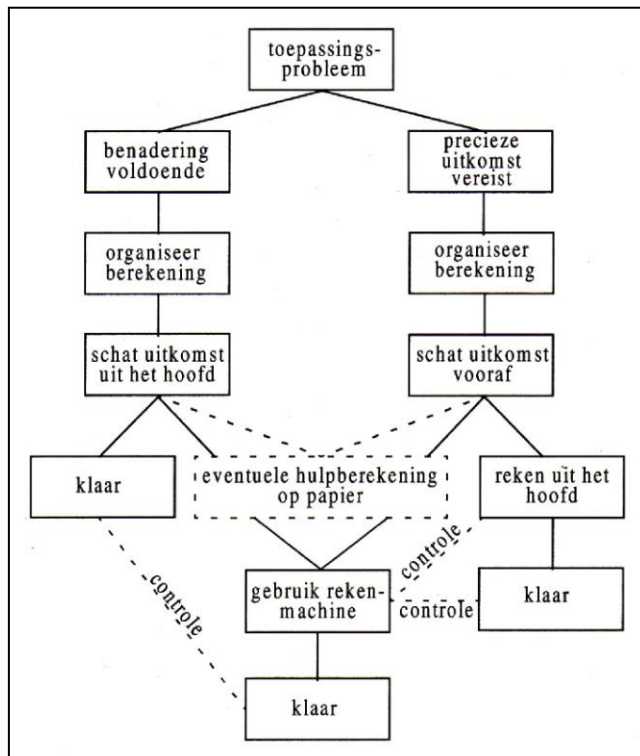 toepassings-
probleem
benadering
voldoende
precieze
uitkomst
vereist
organiseer
berekening
organiseer
berekening
schat uitkomst
uit het hoofd
schat uitkomst
vooraf
klaar
eventuele hulpberekening
op papier
reken uit het
hoofd
controle
controle
gebruik reken-
machine
controle
klaar
klaar